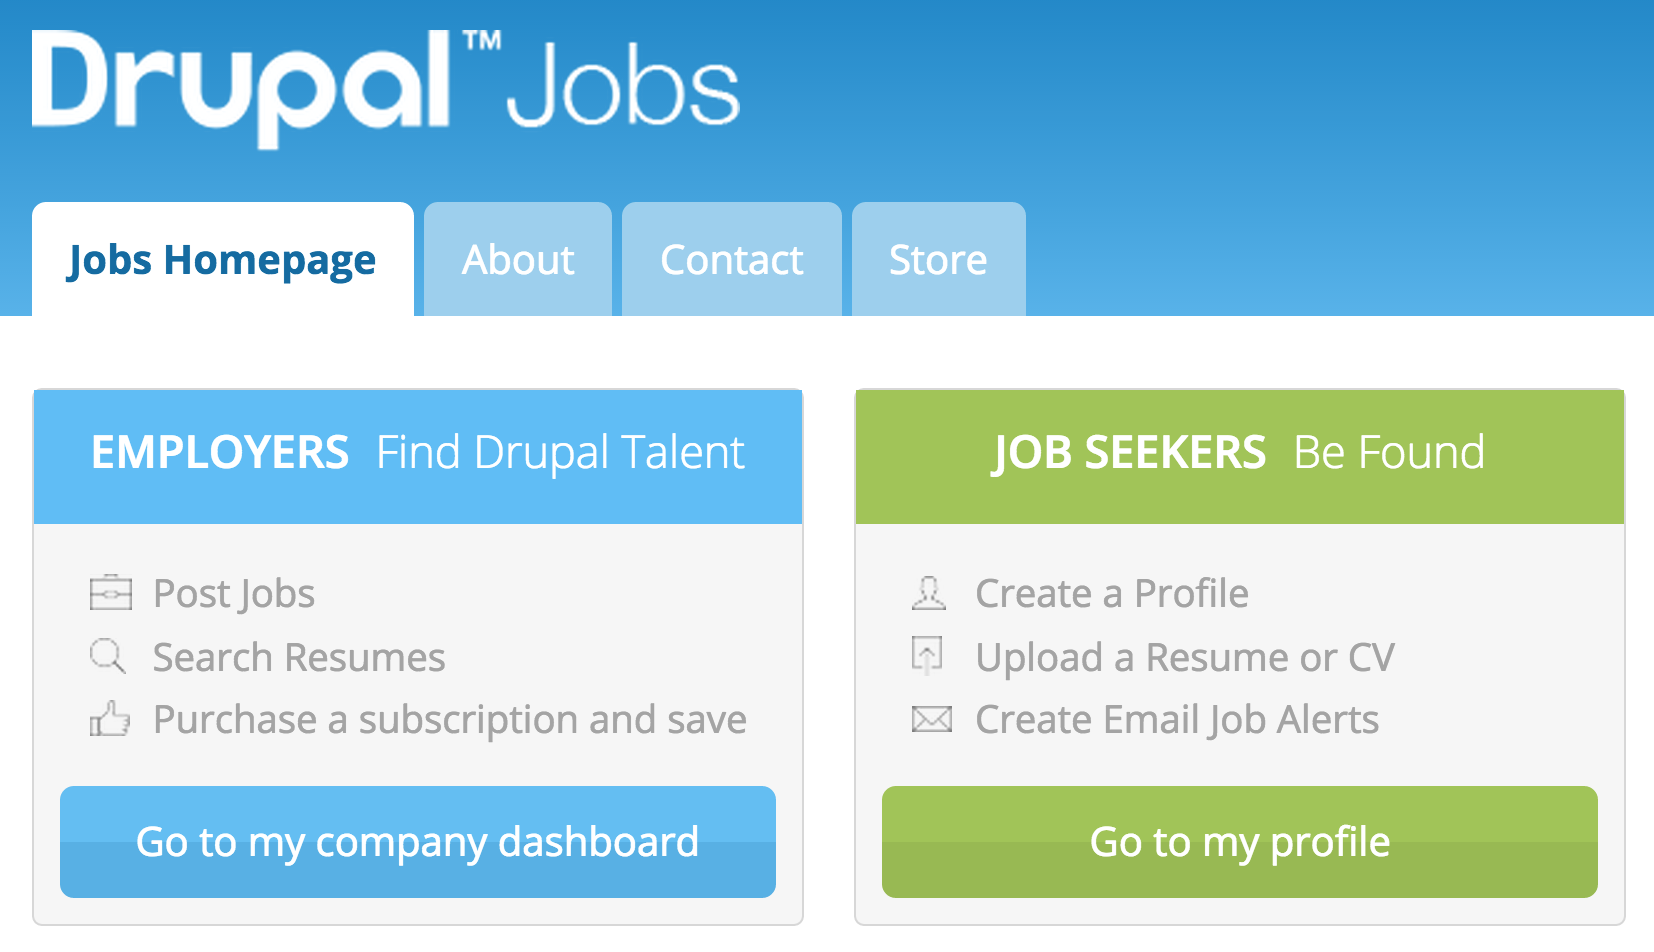 Drupal™ Jobs
Jobs Homepage
About
Contact
Store
EMPLOYERS Find Drupal Talent
Post Jobs
Search Resumes
Purchase a subscription and save
Go to my company dashboard
JOB SEEKERS Be Found
Create a Profile
Upload a Resume or CV
Create Email Job Alerts
Go to my profile